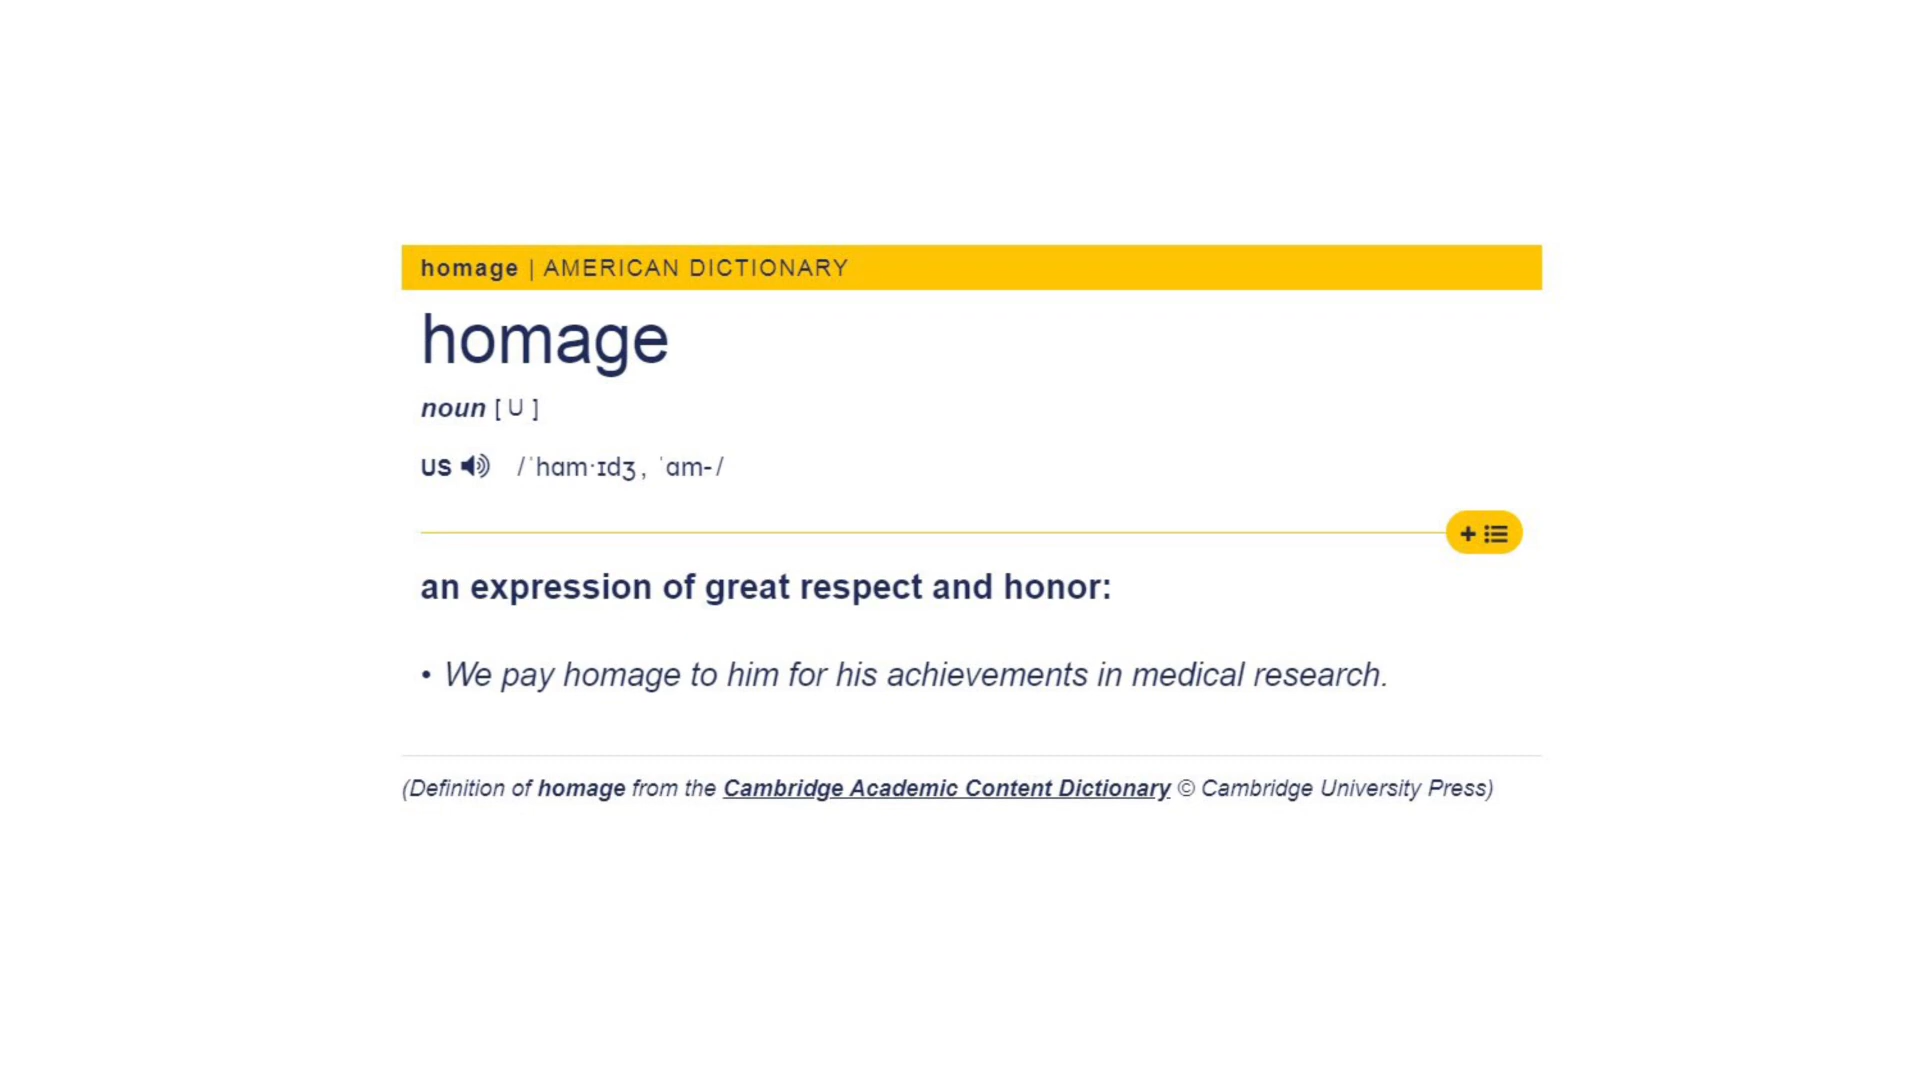 homage | AMERICAN DICTIONARY
homage
noun [ U ]
US /ˈhɑm·ɪdʒ, ˈɑm-/
an expression of great respect and honor:
• We pay homage to him for his achievements in medical research.
(Definition of homage from the Cambridge Academic Content Dictionary © Cambridge University Press)